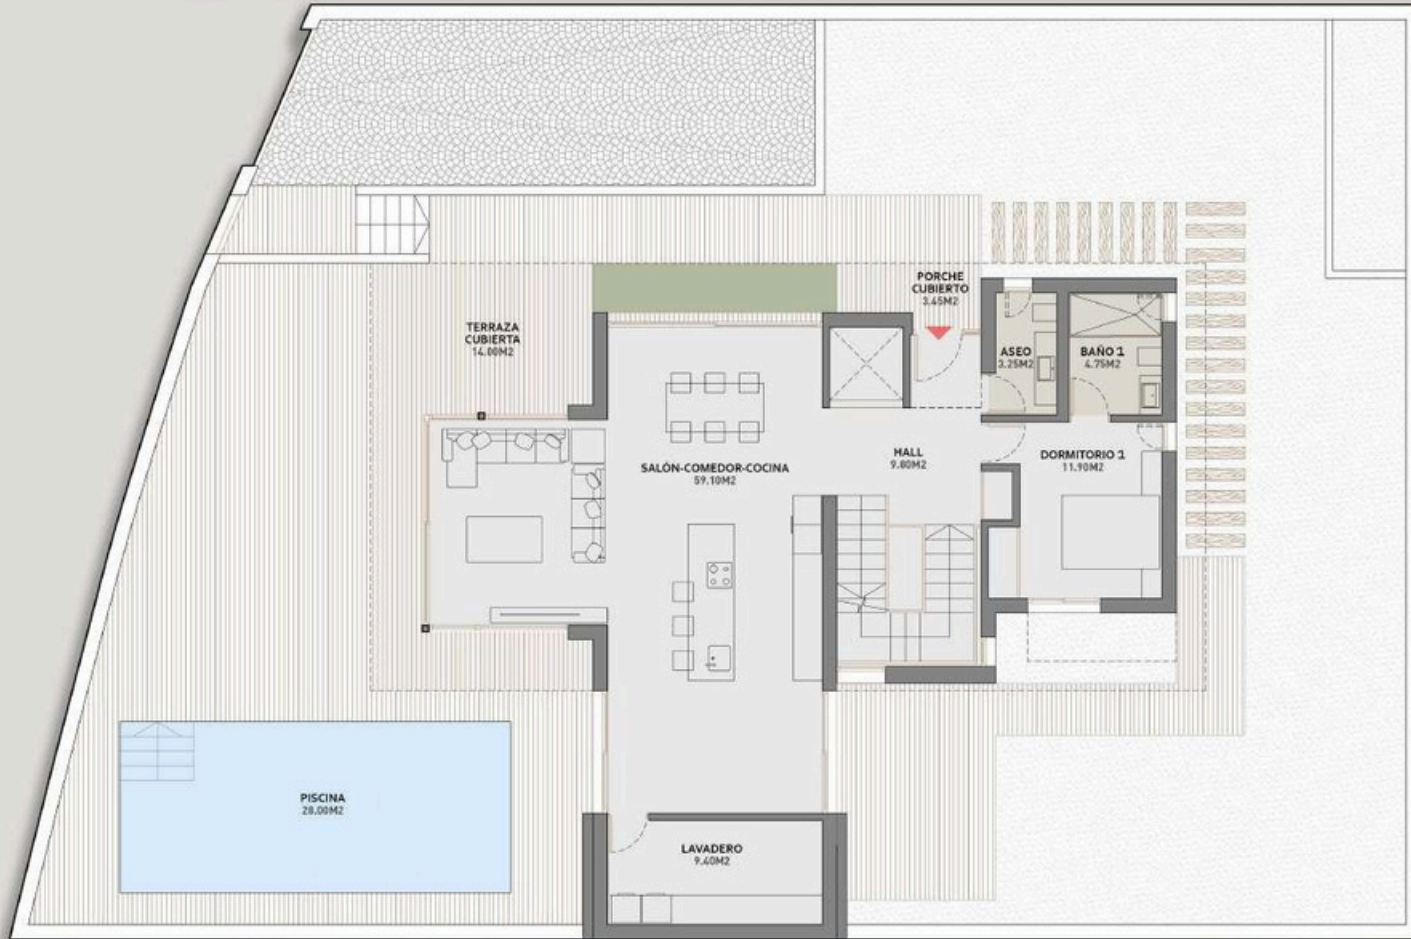 PORCHE
CUBIERTO
3.45M2
TERRAZA
CUBIERTA
14.00M2
ASEO
3.25M2
BAÑO 1
4.75M2
SALÓN-COMEDOR-COCINA
59.10M2
HALL
9.80M2
DORMITORIO 1
11.90M2
PISCINA
28.00M2
LAVADERO
9.40M2